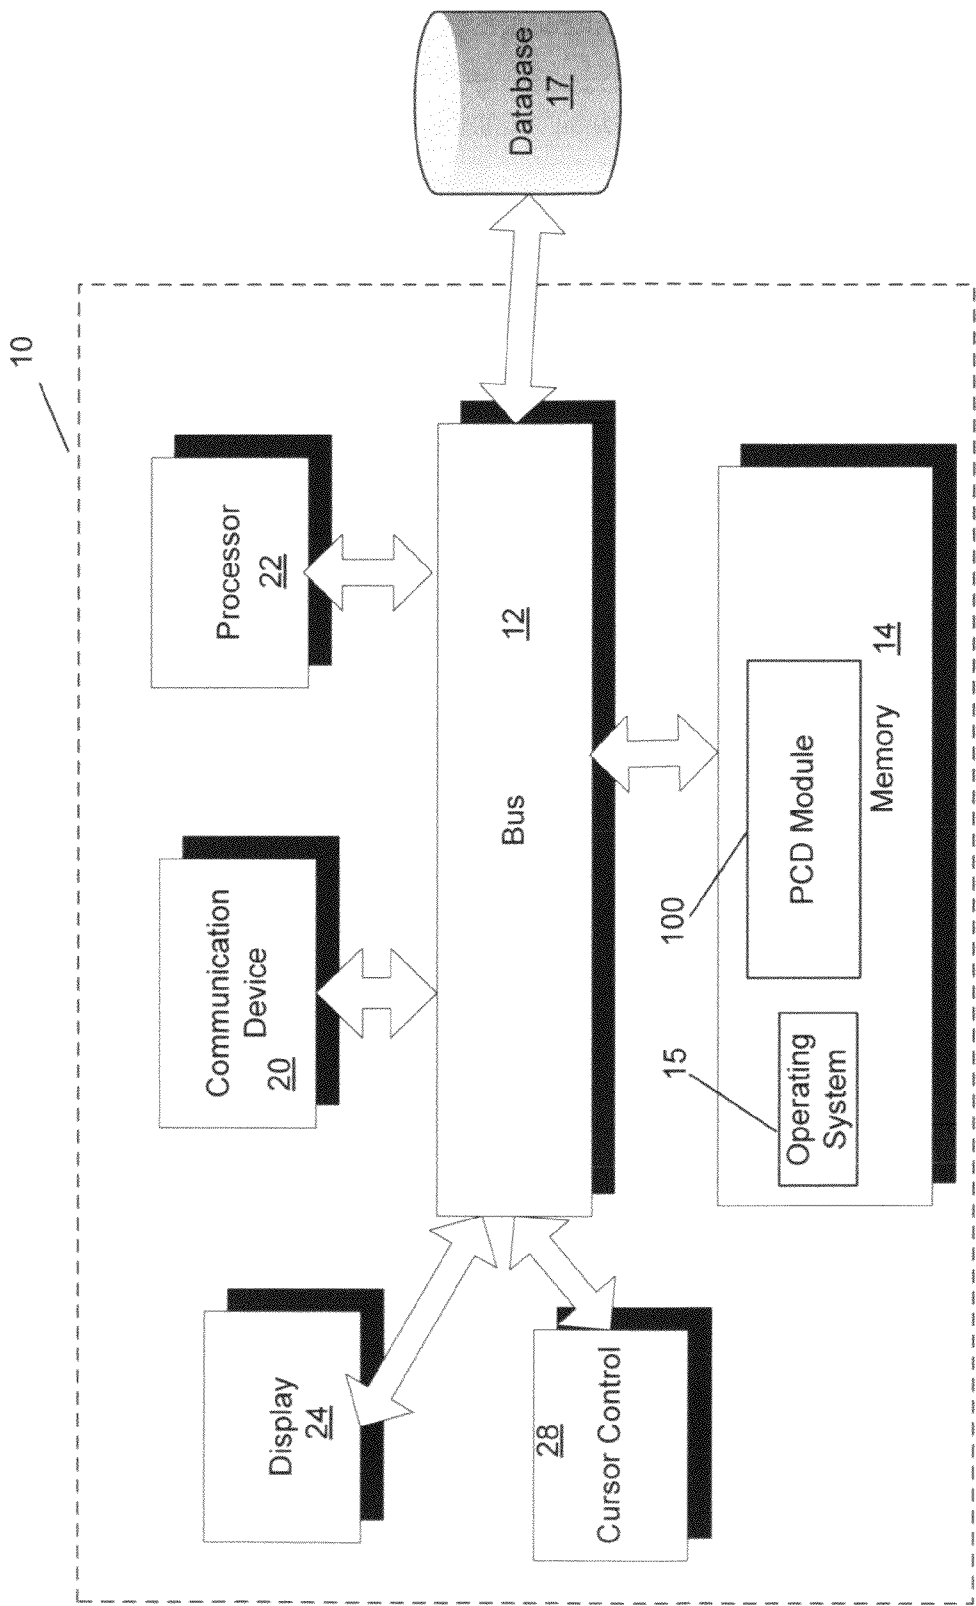 10
Processor
22
Communication
Device
20
Display
24
Database
17
Bus
12
28
Cursor Control
100
15
PCD Module
Operating
System
Memory
14